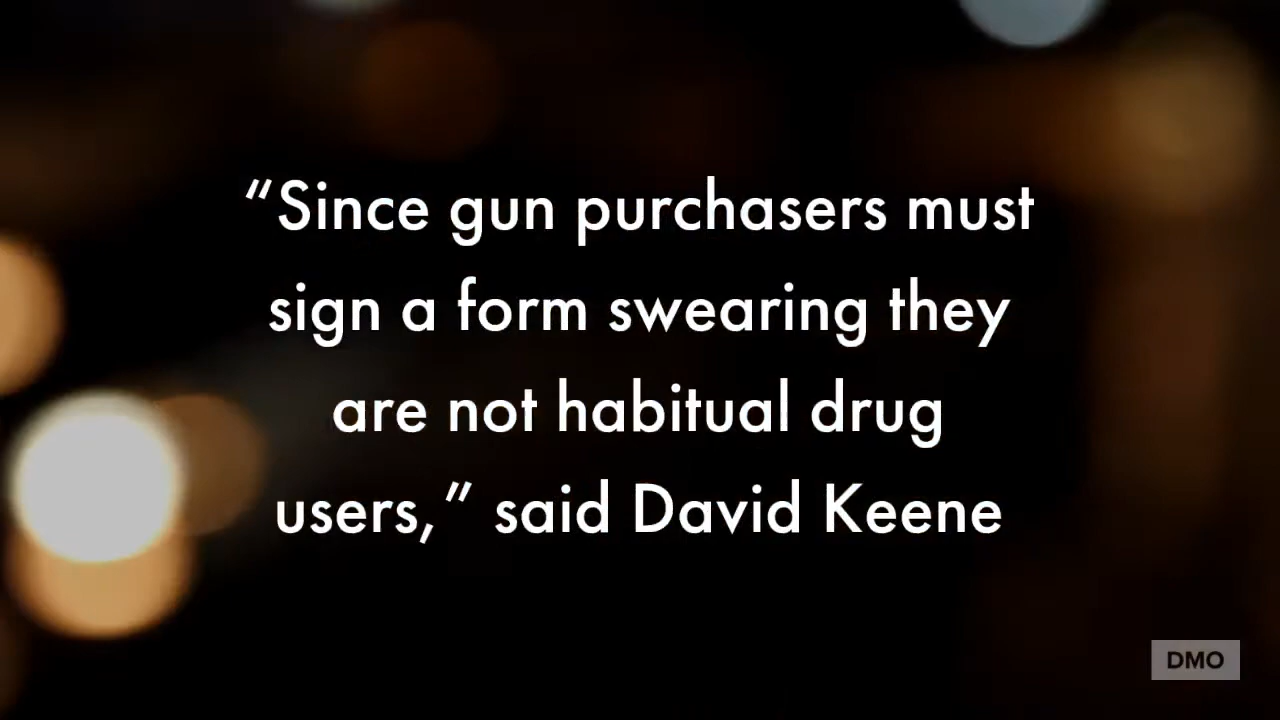 “Since gun purchasers must
sign a form swearing they
are not habitual drug
users,” said David Keene
DMO